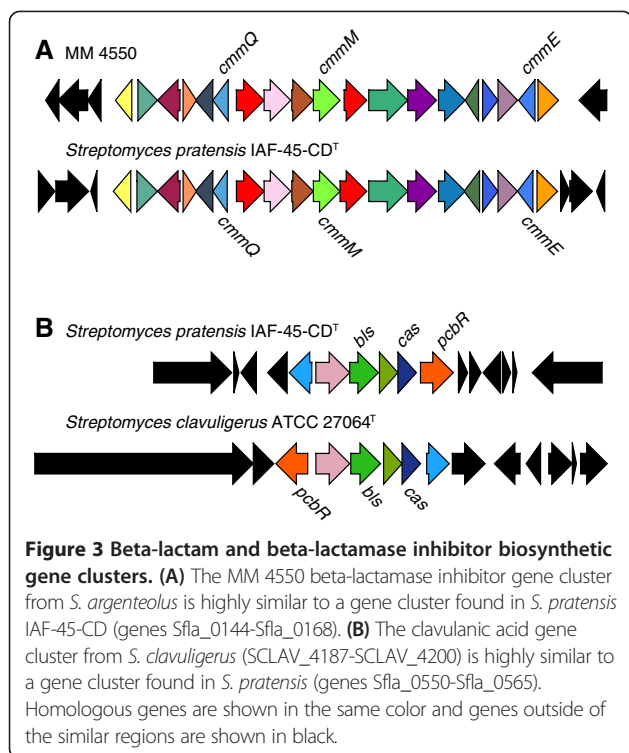 A MM 4550
cmmQ cmmM cmmE
Streptomyces pratensis IAF-45-CDᵀ
cmmQ cmmM cmmE
B Streptomyces pratensis IAF-45-CDᵀ
bls cas pcbR
Streptomyces clavuligerus ATCC 27064ᵀ
pcbR bls cas
Figure 3 Beta-lactam and beta-lactamase inhibitor biosynthetic
gene clusters. (A) The MM 4550 beta-lactamase inhibitor gene cluster
from S. argenteolus is highly similar to a gene cluster found in S. pratensis
IAF-45-CD (genes Sfla_0144-Sfla_0168). (B) The clavulanic acid gene
cluster from S. clavuligerus (SCLAV_4187-SCLAV_4200) is highly similar to
a gene cluster found in S. pratensis (genes Sfla_0550-Sfla_0565).
Homologous genes are shown in the same color and genes outside of
the similar regions are shown in black.